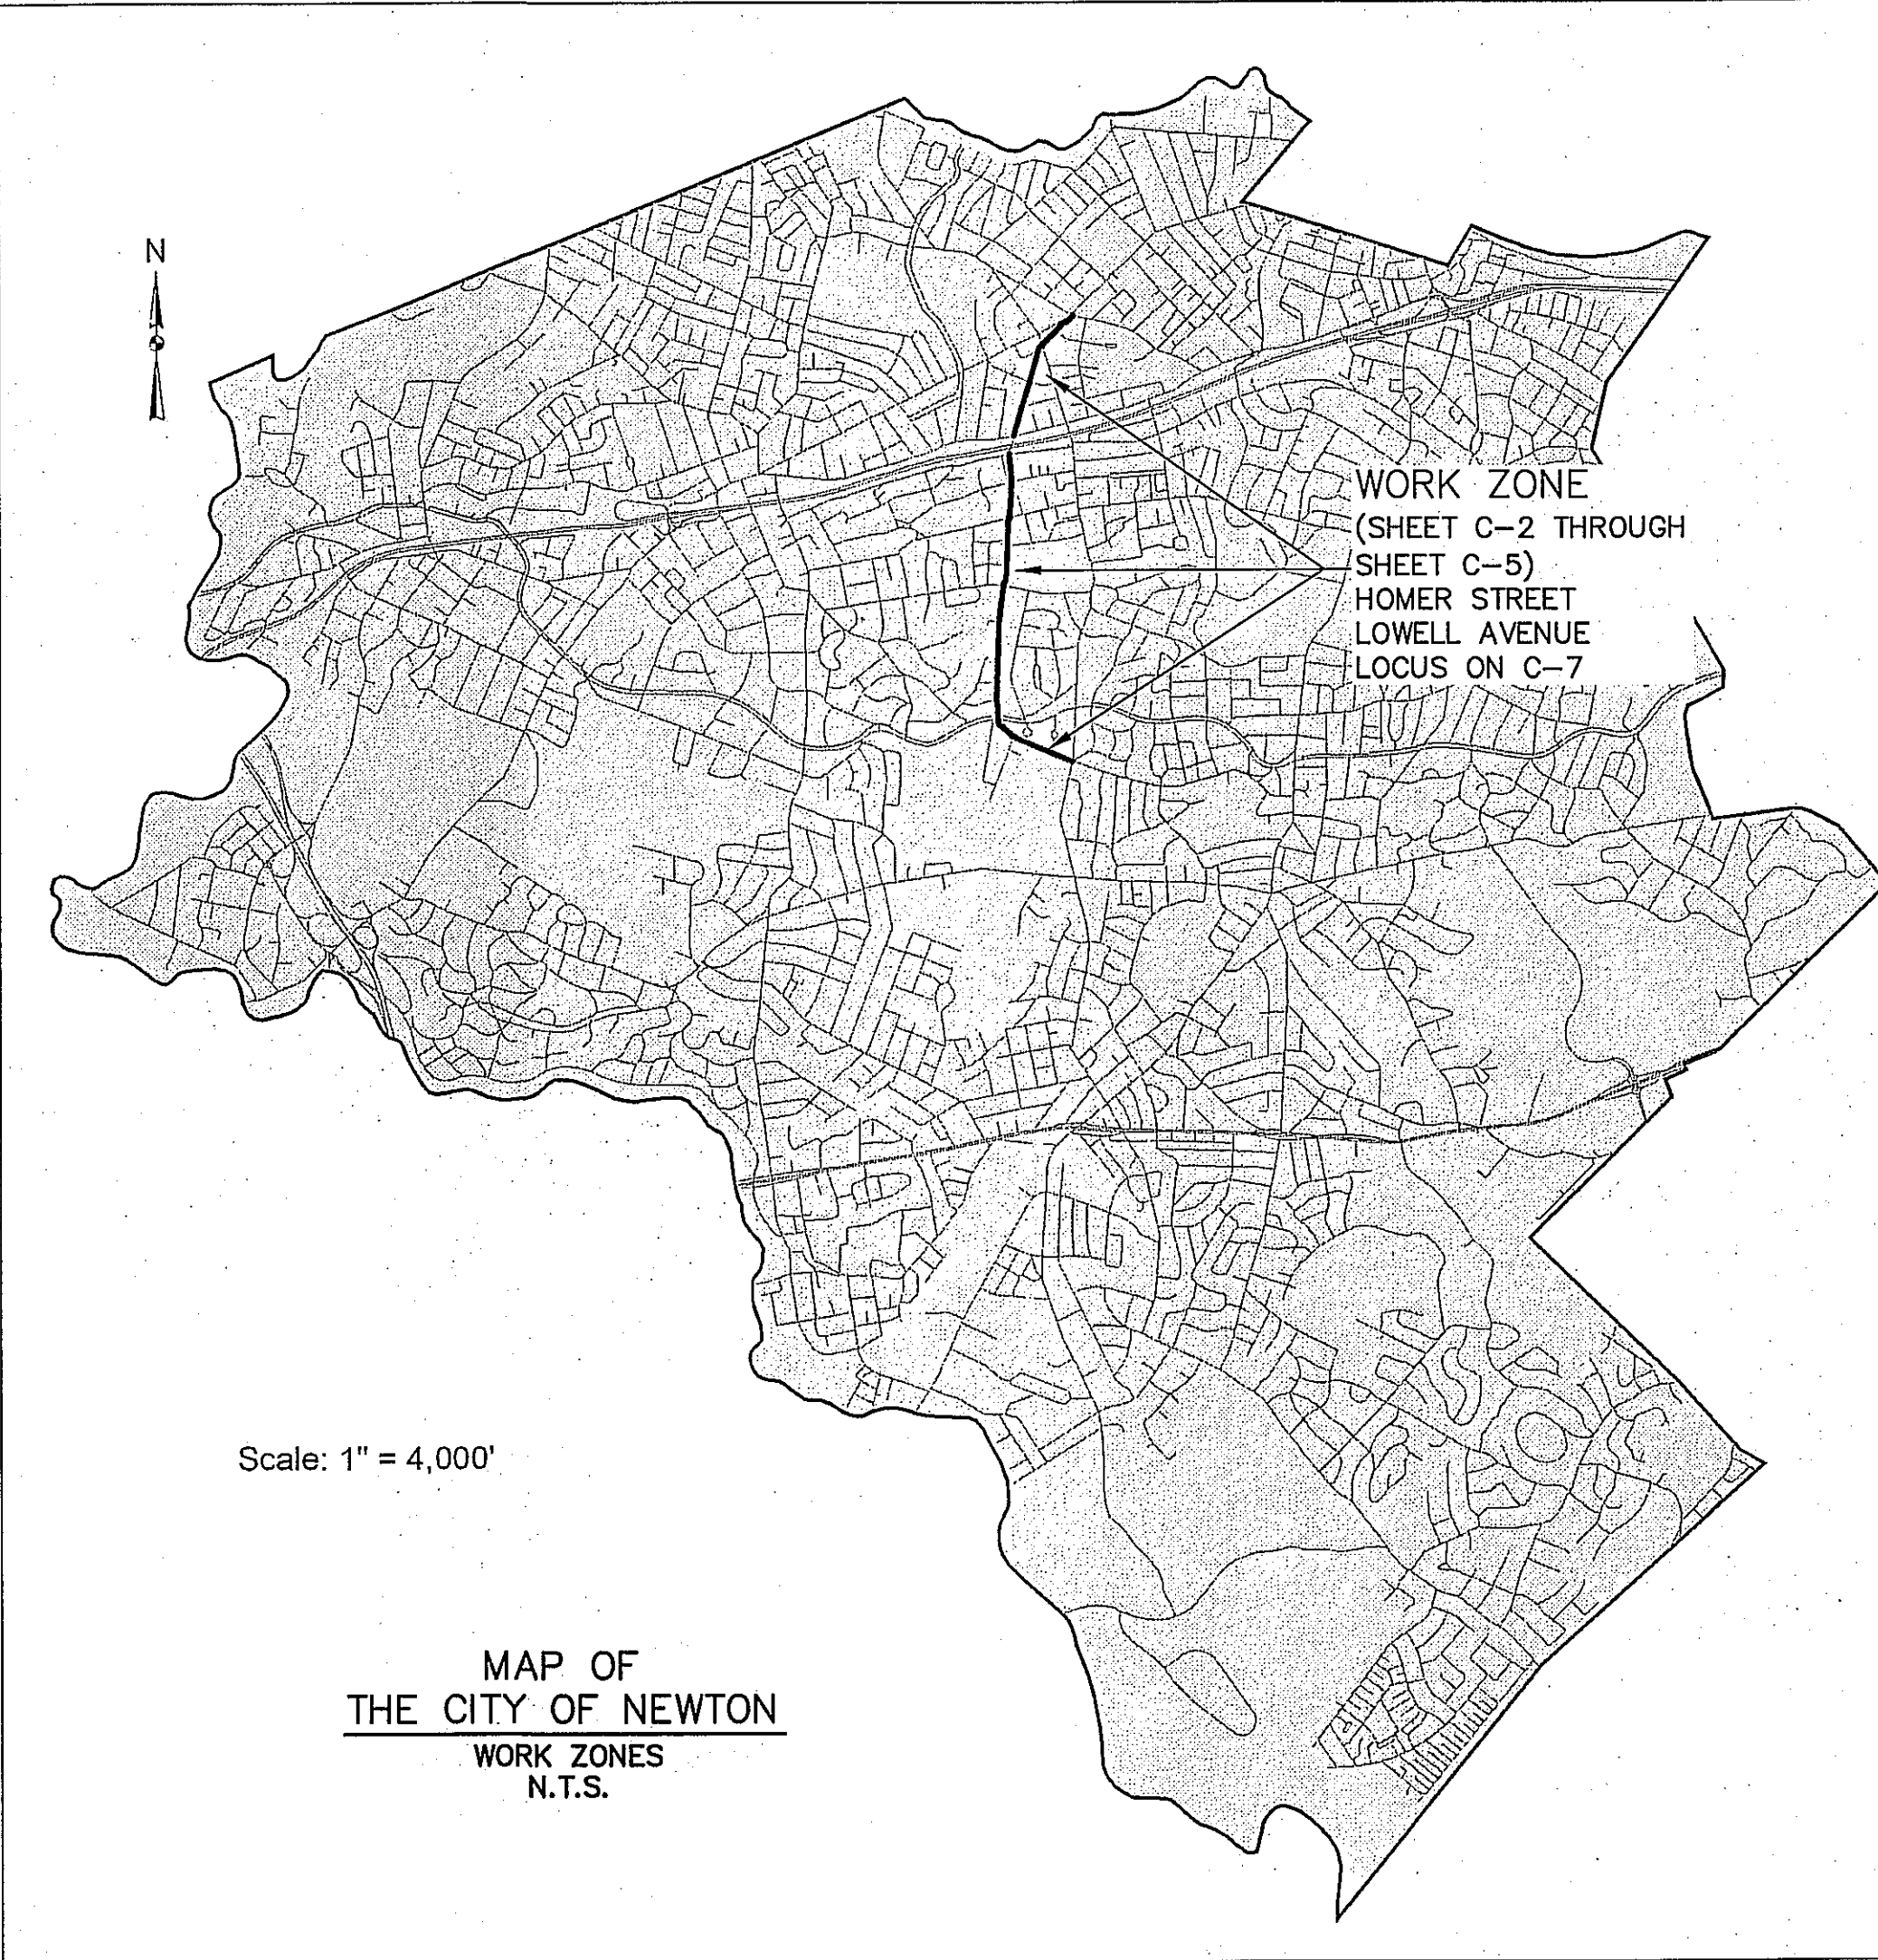 N
WORK ZONE
(SHEET C-2 THROUGH
SHEET C-5)
HOMER STREET
LOWELL AVENUE
LOCUS ON C-7
Scale: 1" = 4,000'
MAP OF
THE CITY OF NEWTON
WORK ZONES
N.T.S.